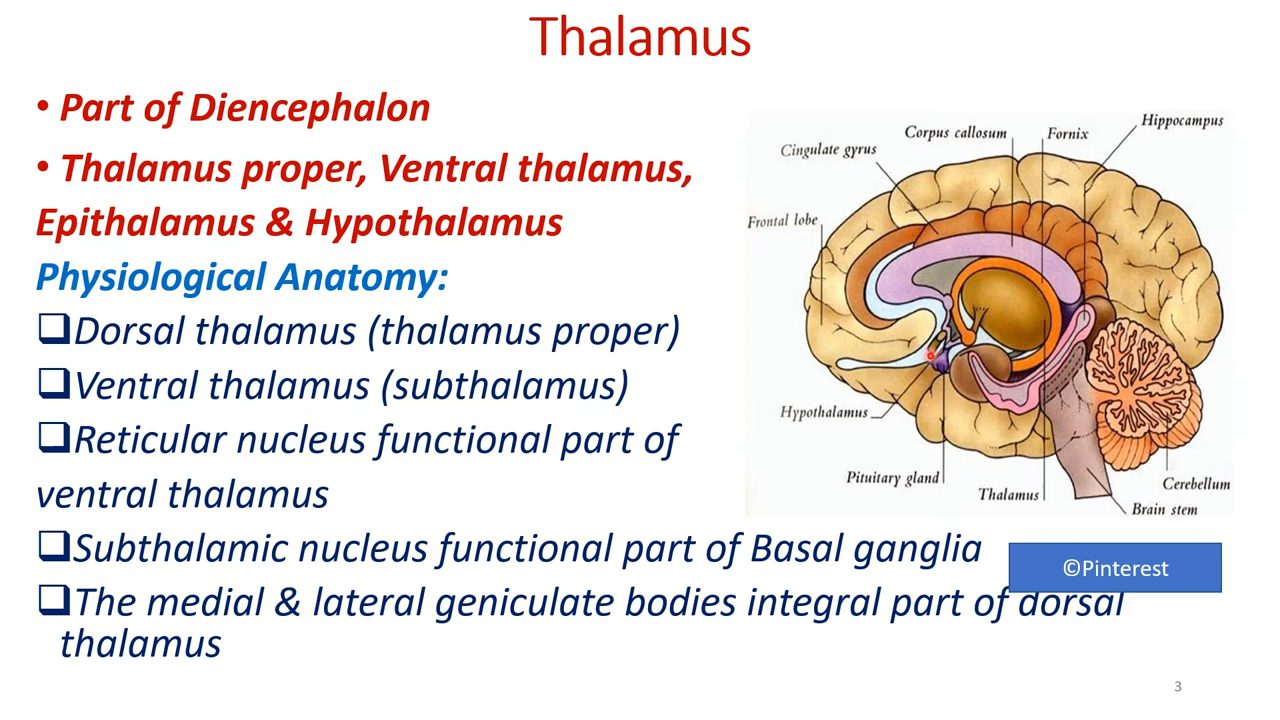 Thalamus
• Part of Diencephalon
• Thalamus proper, Ventral thalamus,
Epithalamus & Hypothalamus
Physiological Anatomy:
❑Dorsal thalamus (thalamus proper)
❑Ventral thalamus (subthalamus)
❑Reticular nucleus functional part of
ventral thalamus
❑Subthalamic nucleus functional part of Basal ganglia
❑The medial & lateral geniculate bodies integral part of dorsal
thalamus
Corpus callosum
Fornix
Hippocampus
Cingulate gyrus
Frontal lobe
Hypothalamus
Pituitary gland
Thalamus
Cerebellum
Brain stem
©Pinterest
3